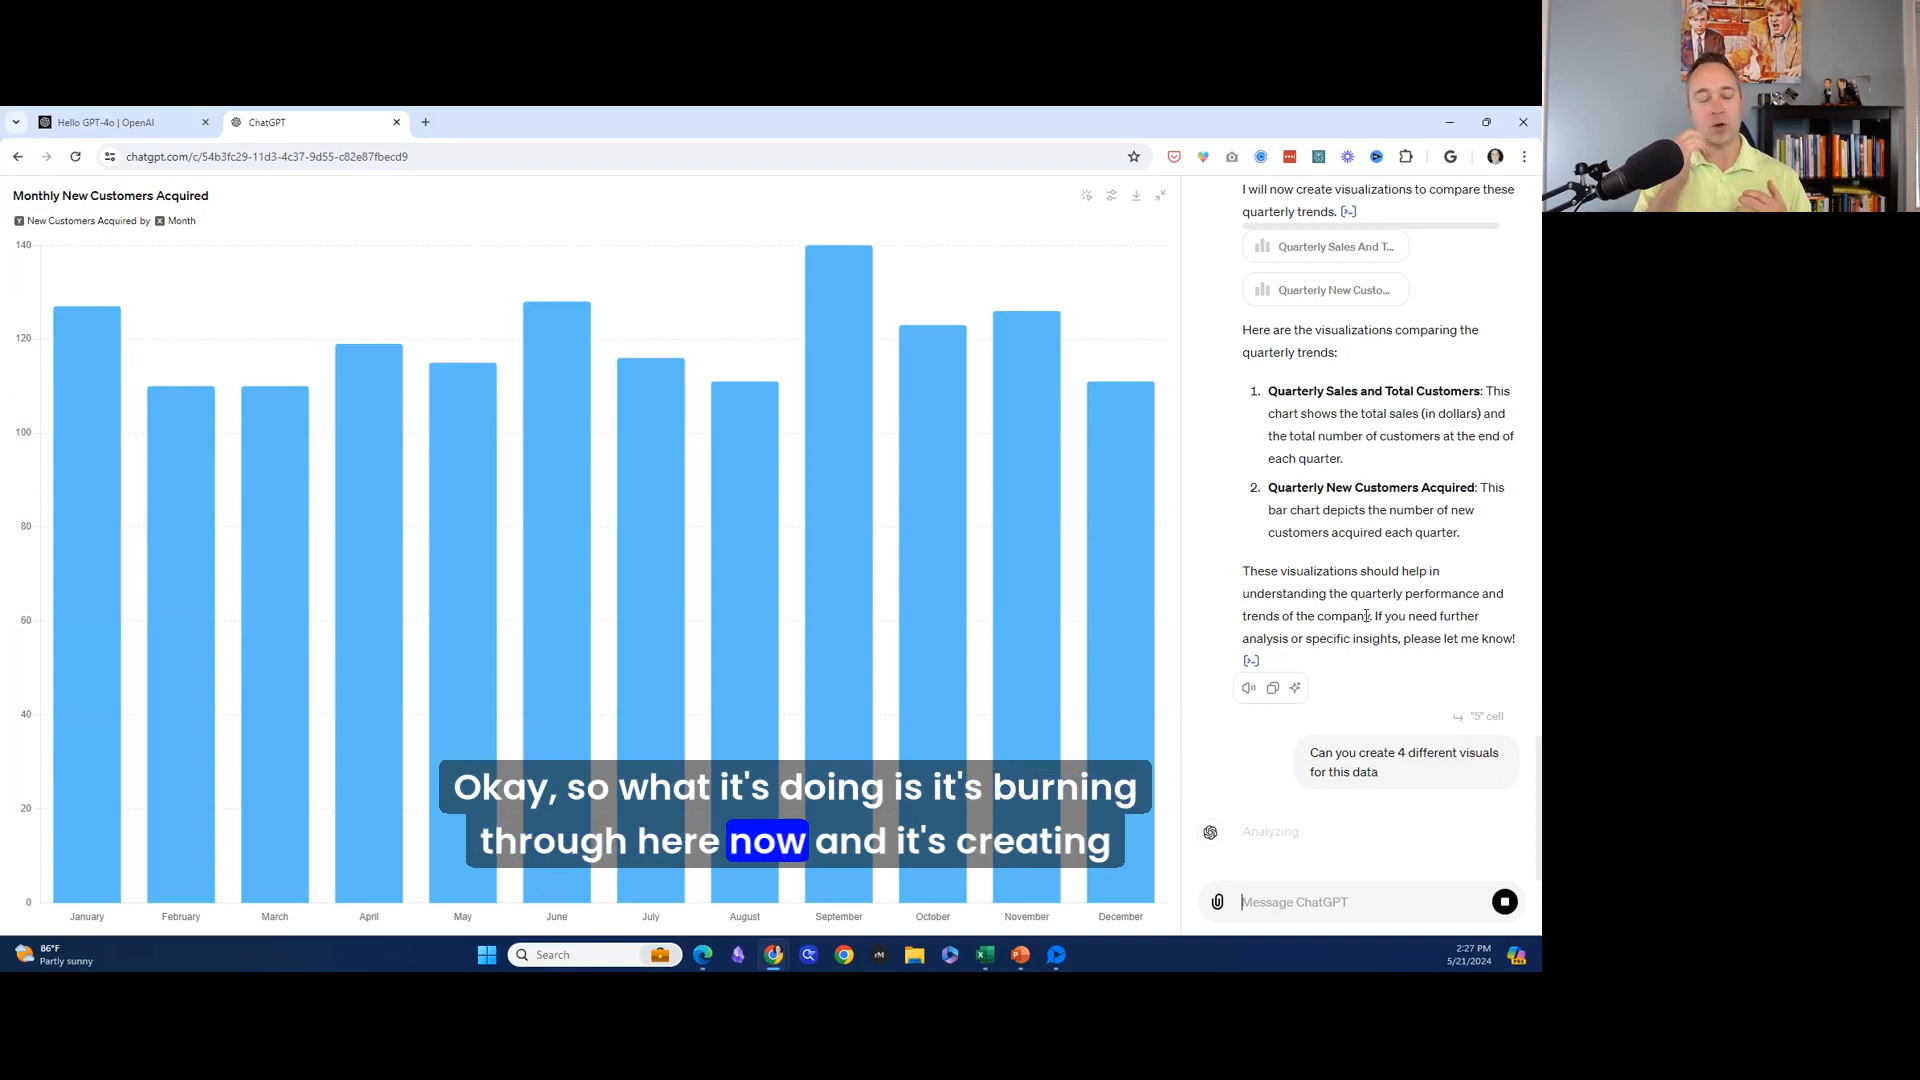 Hello GPT-4o | OpenAI
ChatGPT
chatgpt.com/c/54b3fc29-11d3-4c37-9d55-c82e87fbecd9
Monthly New Customers Acquired
Y New Customers Acquired by X Month
140
120
100
80
60
40
20
0
January February March April May June July August September October November December
I will now create visualizations to compare these
quarterly trends. [>-]
Quarterly Sales And T...
Quarterly New Custo...
Here are the visualizations comparing the
quarterly trends:
1. Quarterly Sales and Total Customers: This
chart shows the total sales (in dollars) and
the total number of customers at the end of
each quarter.
2. Quarterly New Customers Acquired: This
bar chart depicts the number of new
customers acquired each quarter.
These visualizations should help in
understanding the quarterly performance and
trends of the company. If you need further
analysis or specific insights, please let me know!
[>-]
"5" cell
Can you create 4 different visuals
for this data
Analyzing
Message ChatGPT
Okay, so what it's doing is it's burning
through here now and it's creating
86°F
Partly sunny
Search
rM
2:27 PM
5/21/2024